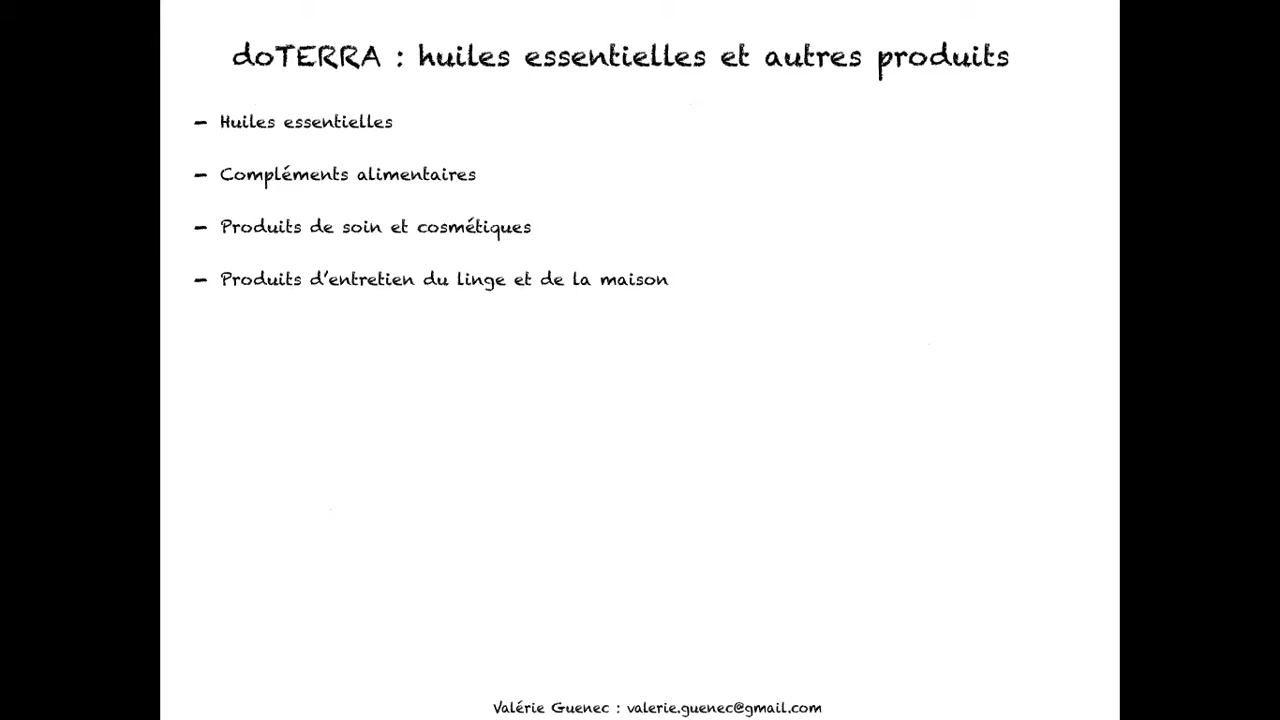 doTERRA : huiles essentielles et autres produits
- Huiles essentielles
- Compléments alimentaires
- Produits de soin et cosmétiques
- Produits d’entretien du linge et de la maison
Valérie Guenec : valerie.guenec@gmail.com